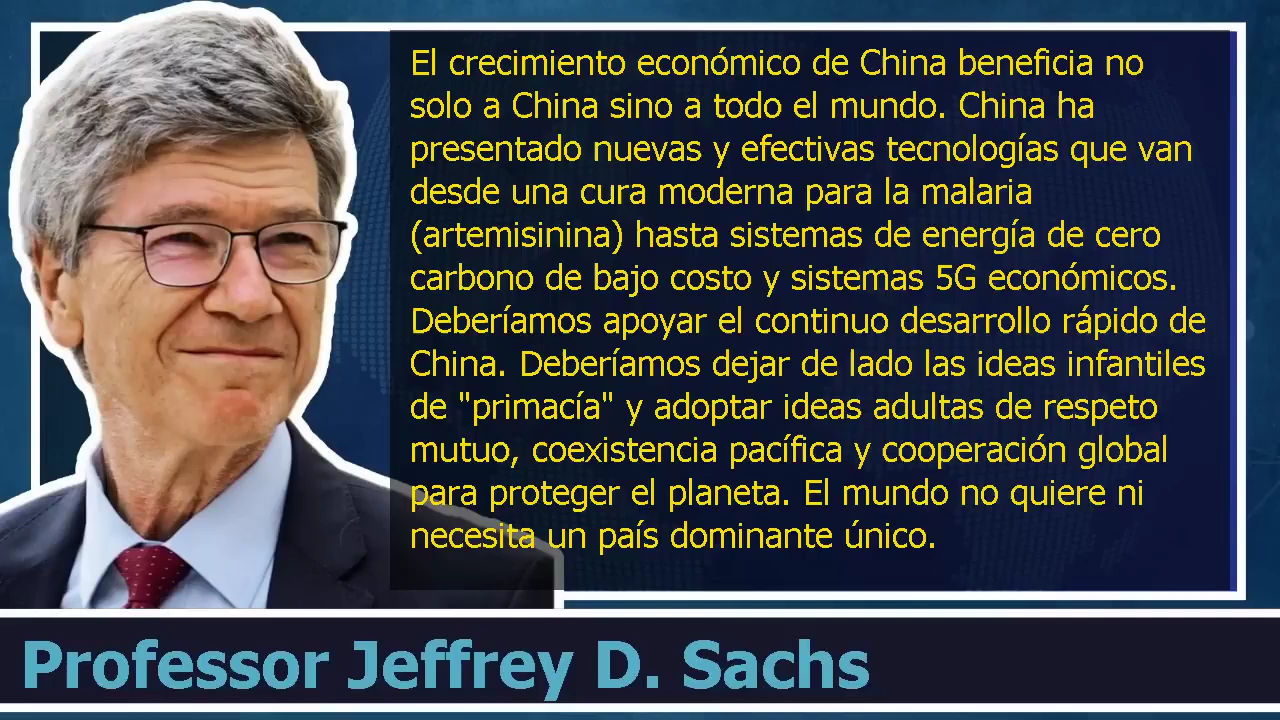 El crecimiento económico de China beneficia no
solo a China sino a todo el mundo. China ha
presentado nuevas y efectivas tecnologías que van
desde una cura moderna para la malaria
(artemisinina) hasta sistemas de energía de cero
carbono de bajo costo y sistemas 5G económicos.
Deberíamos apoyar el continuo desarrollo rápido de
China. Deberíamos dejar de lado las ideas infantiles
de "primacía" y adoptar ideas adultas de respeto
mutuo, coexistencia pacífica y cooperación global
para proteger el planeta. El mundo no quiere ni
necesita un país dominante único.
Professor Jeffrey D. Sachs